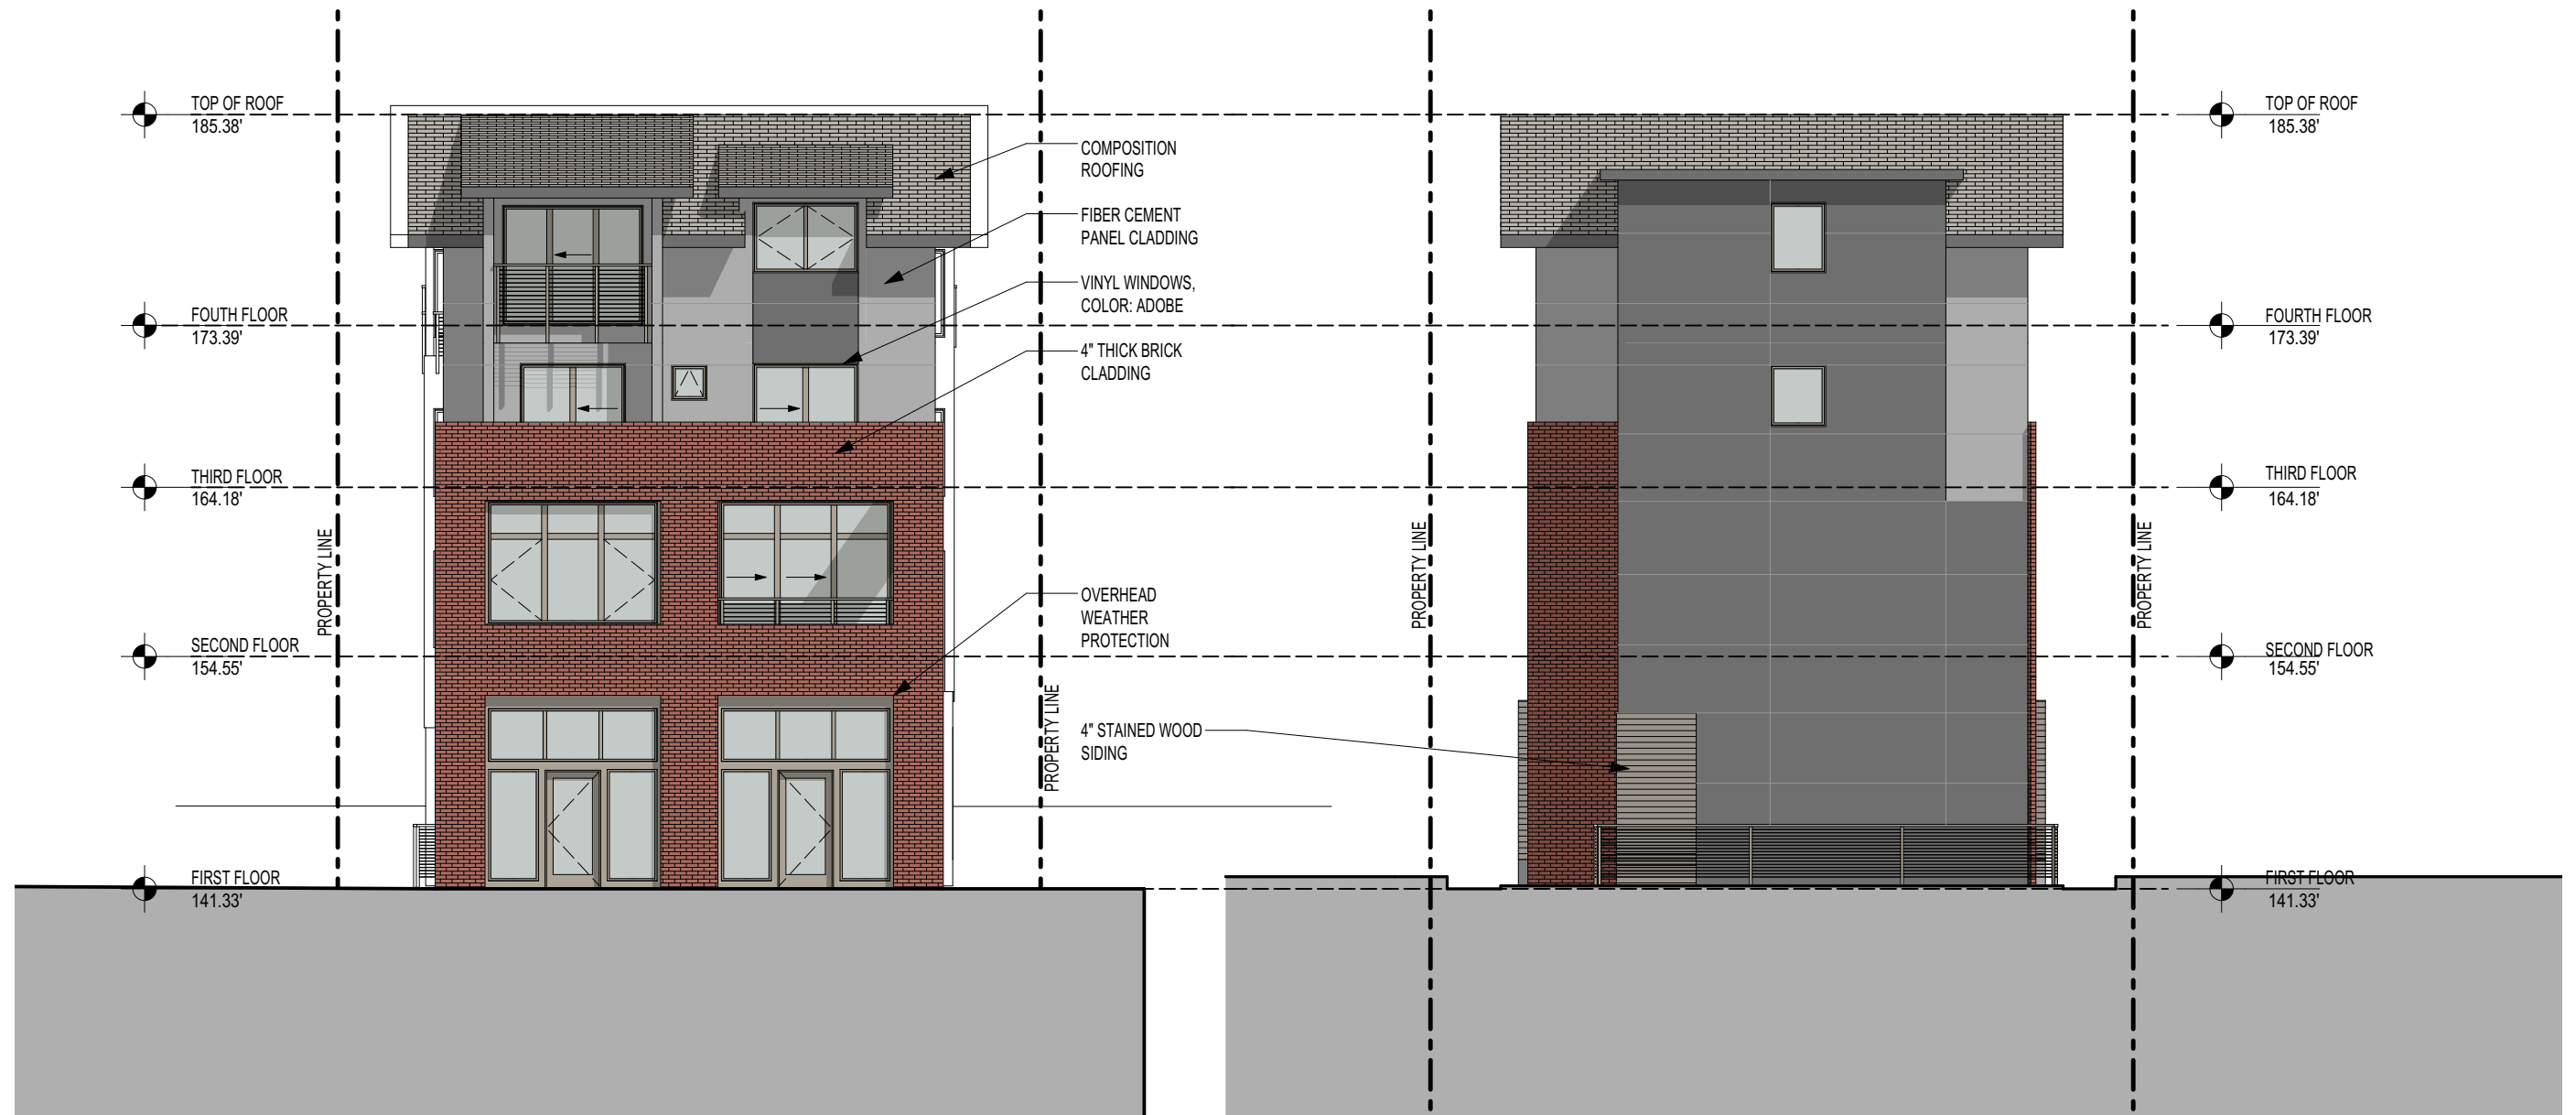 TOP OF ROOF
185.38'
FOUTH FLOOR
173.39'
THIRD FLOOR
164.18'
SECOND FLOOR
154.55'
FIRST FLOOR
141.33'
PROPERTY LINE
COMPOSITION
ROOFING
FIBER CEMENT
PANEL CLADDING
VINYL WINDOWS,
COLOR: ADOBE
4" THICK BRICK
CLADDING
OVERHEAD
WEATHER
PROTECTION
4" STAINED WOOD
SIDING
PROPERTY LINE
PROPERTY LINE
PROPERTY LINE
TOP OF ROOF
185.38'
FOURTH FLOOR
173.39'
THIRD FLOOR
164.18'
SECOND FLOOR
154.55'
FIRST FLOOR
141.33'